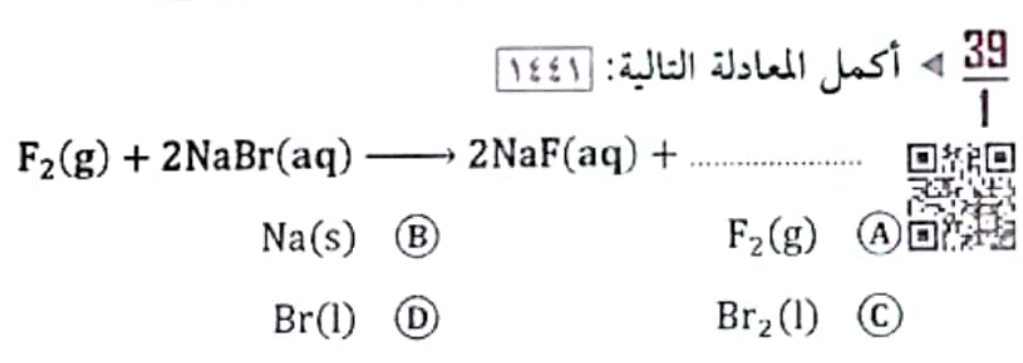 39/1 ◂ أكمل المعادلة التالية: ١٤٤١
F₂(g) + 2NaBr(aq) ⟶ 2NaF(aq) + ....................
F₂(g) Ⓐ Na(s) Ⓑ
Br₂(l) Ⓒ Br(l) Ⓓ